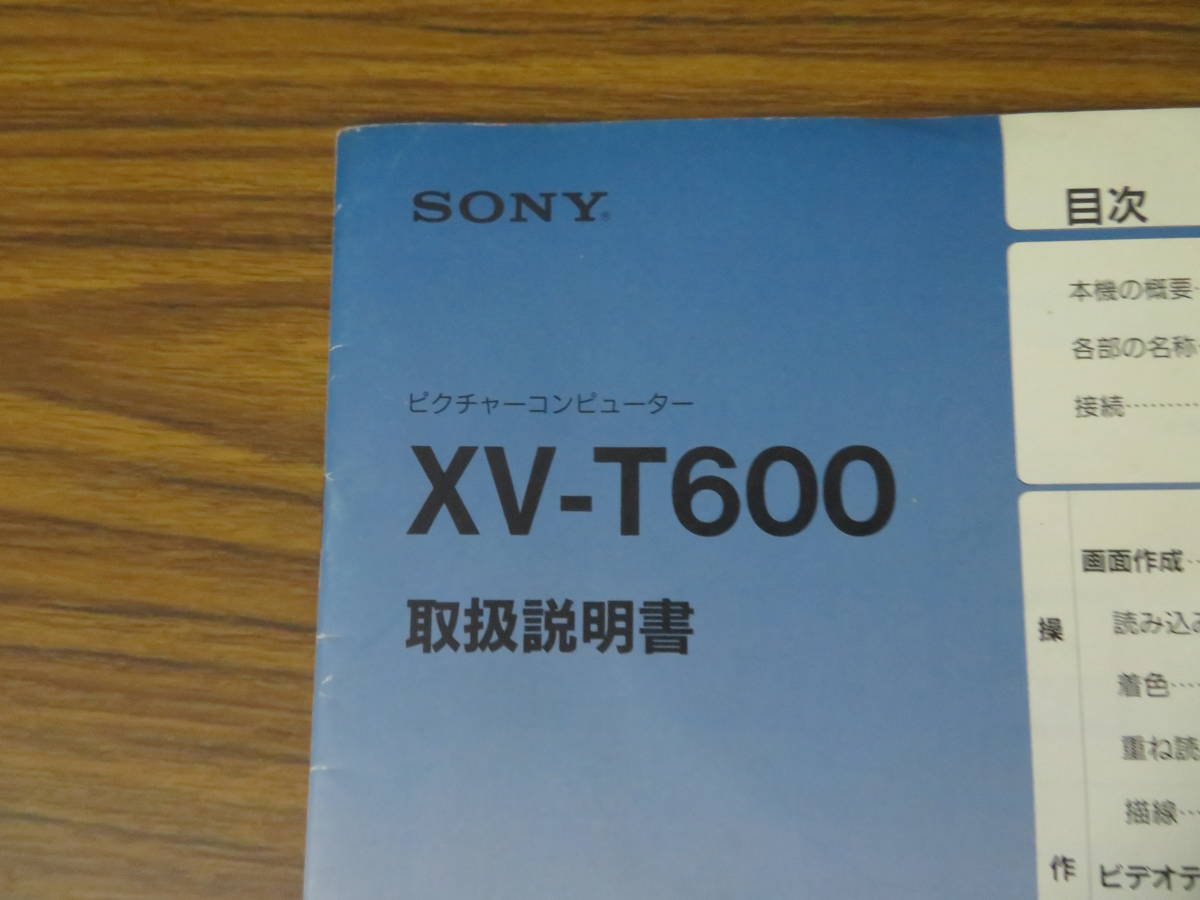 SONY®
ピクチャーコンピューター
XV-T600
取扱説明書
目次
本機の概要…
各部の名称…
接続…………
操作
画面作成…
読み込み
着色……
重ね読
描線…
ビデオテ